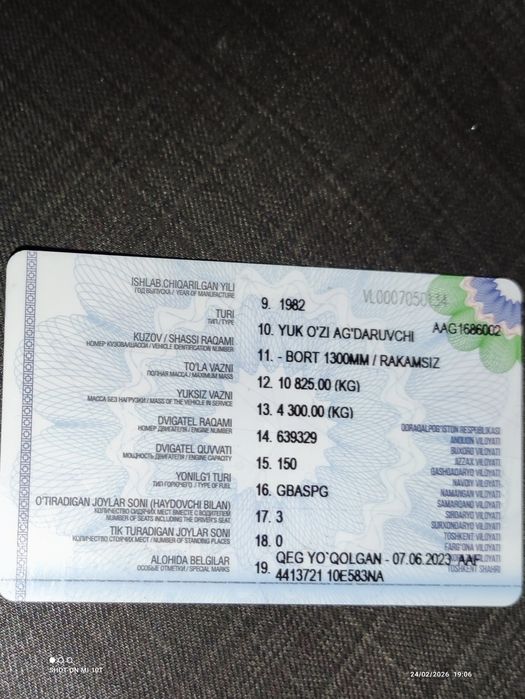 ISHLAB CHIQARILGAN YILI
ГОД ВЫПУСКА / YEAR OF MANUFACTURE
9. 1982
VL0007050134
TURI
ТИП / TYPE
10. YUK O'ZI AG'DARUVCHI
AAG1686002
KUZOV / SHASSI RAQAMI
НОМЕР КУЗОВА/ШАССИ / VEHICLE IDENTIFICATION NUMBER
11. - BORT 1300MM / RAKAMSIZ
TO'LA VAZNI
ПОЛНАЯ МАССА / MAXIMUM MASS
12. 10 825.00 (KG)
YUKSIZ VAZNI
МАССА БЕЗ НАГРУЗКИ / MASS OF THE VEHICLE IN SERVICE
13. 4 300.00 (KG)
DVIGATEL RAQAMI
НОМЕР ДВИГАТЕЛЯ / ENGINE NUMBER
14. 639329
DVIGATEL QUVVATI
МОЩНОСТЬ ДВИГАТЕЛЯ / ENGINE CAPACITY
15. 150
YONILG'I TURI
ТИП ГОРЮЧЕГО / TYPE OF FUEL
16. GBASPG
O'TIRADIGAN JOYLAR SONI (HAYDOVCHI BILAN)
КОЛИЧЕСТВО СИДЯЧИХ МЕСТ ВМЕСТЕ С ВОДИТЕЛЕМ
NUMBER OF SEATS INCLUDING THE DRIVER'S SEAT
17. 3
TIK TURADIGAN JOYLAR SONI
КОЛИЧЕСТВО СТОЯЧИХ МЕСТ / NUMBER OF STANDING PLACES
18. 0
ALOHIDA BELGILAR
ОСОБЫЕ ОТМЕТКИ / SPECIAL MARKS
19. QEG YO`QOLGAN - 07.06.2023 AAF
4413721 10E583NA
QORAQALPOG'ISTON RESPUBLIKASI
ANDIJON VILOYATI
BUXORO VILOYATI
JIZZAX VILOYATI
QASHQADARYO VILOYATI
NAVOIY VILOYATI
NAMANGAN VILOYATI
SAMARQAND VILOYATI
SIRDARYO VILOYATI
SURXONDARYO VILOYATI
TOSHKENT VILOYATI
FARG'ONA VILOYATI
TOSHKENT SHAHRI
SHOT ON MI 10T
24/02/2026 19:06